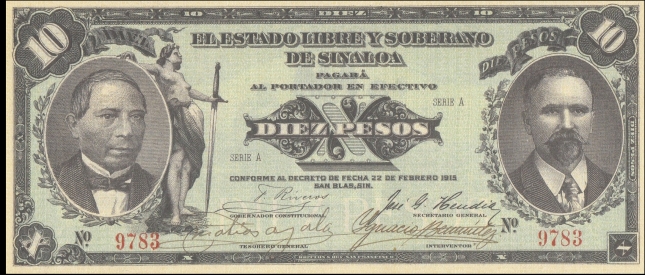 10 DIEZ 10
10 10
EL ESTADO LIBRE Y SOBERANO
DE SINALOA
DIEZ PESOS
PAGARÁ
AL PORTADOR EN EFECTIVO
SERIE A
DIEZ PESOS
SERIE A
CONFORME AL DECRETO DE FECHA 22 DE FEBRERO 1915
SAN BLAS, SIN.
F. Riveros
GOBERNADOR CONSTITUCIONAL
SECRETARIO GENERAL
Nº 9783
Nº 9783
TESORERO GENERAL
INTERVENTOR